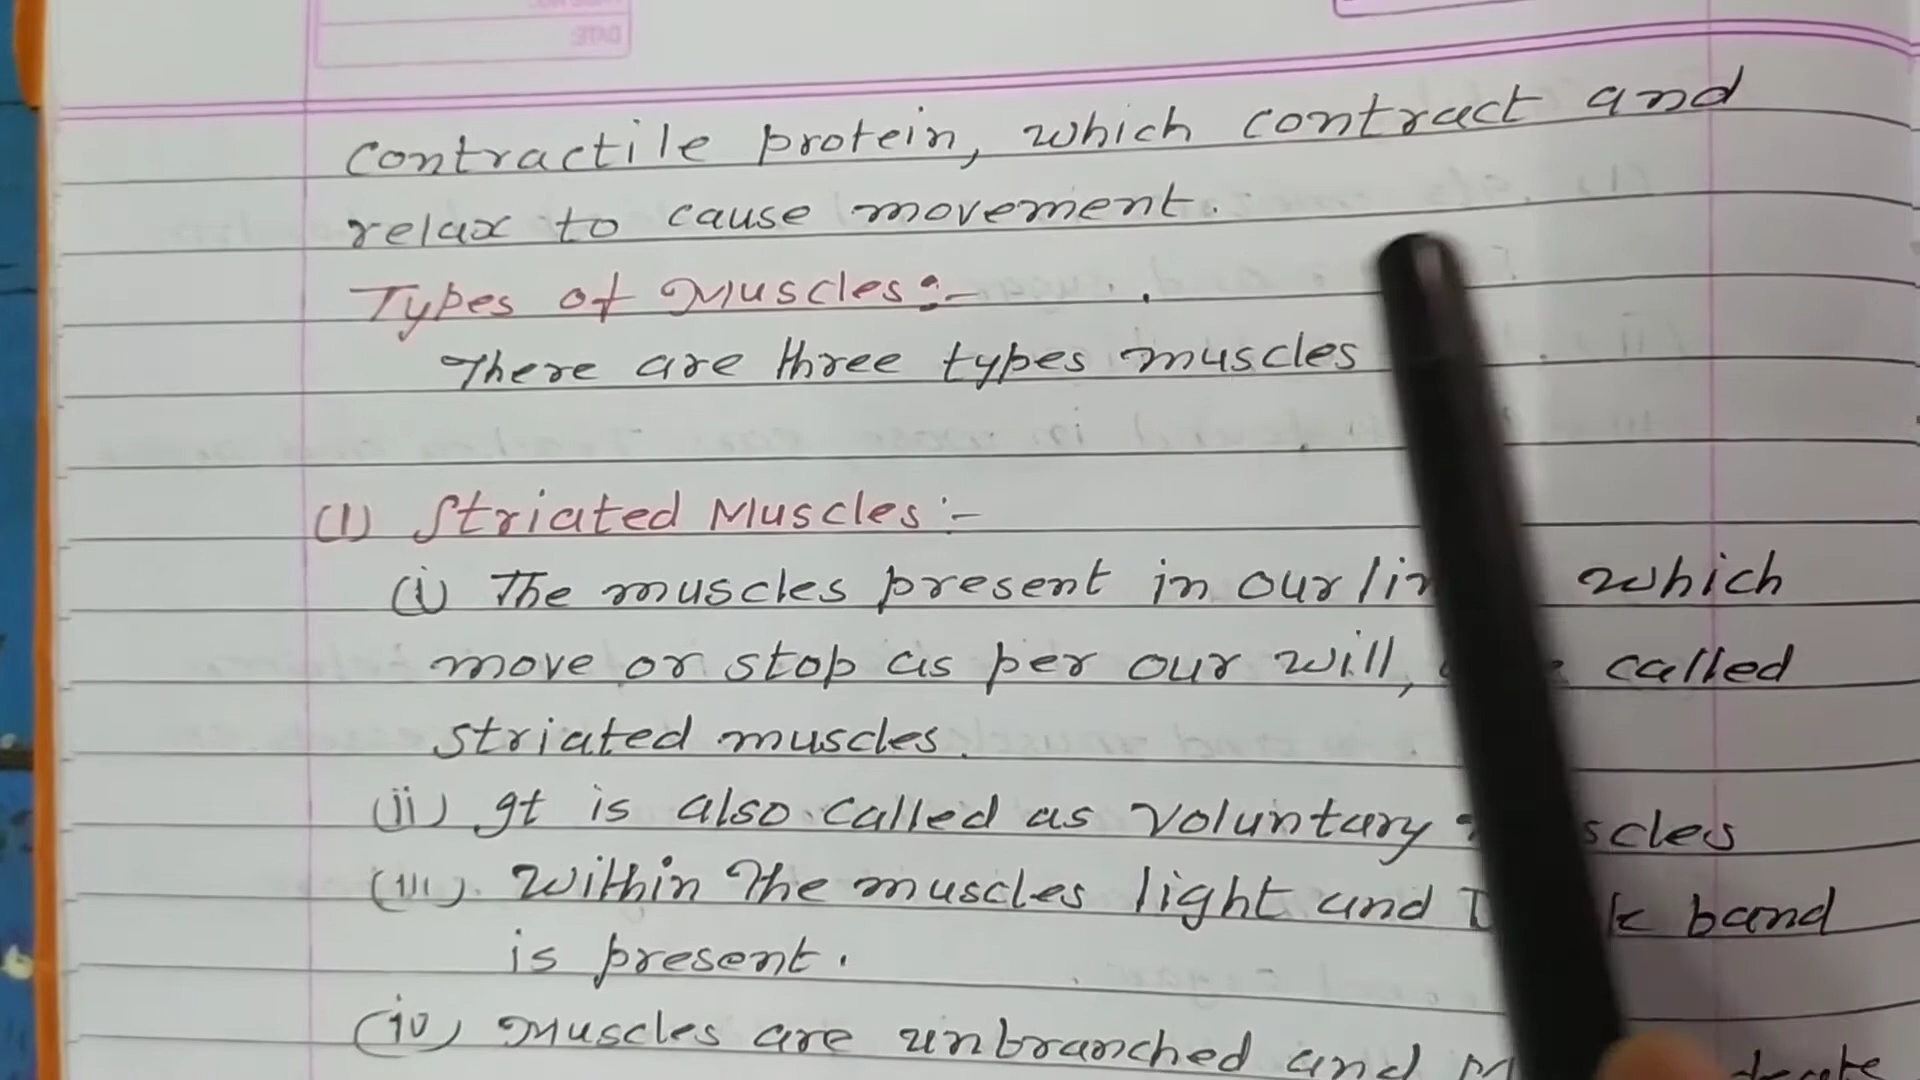 DATE
contractile protein, which contract and
relax to cause movement.
Types of Muscles:-
There are three types muscles
(1) Striated Muscles:-
(i) The muscles present in our which
move or stop as per our will, called
striated muscles.
(ii) It is also called as Voluntary
(iii). Within The muscles light and band
is present.
(iv) Muscles are unbranched and